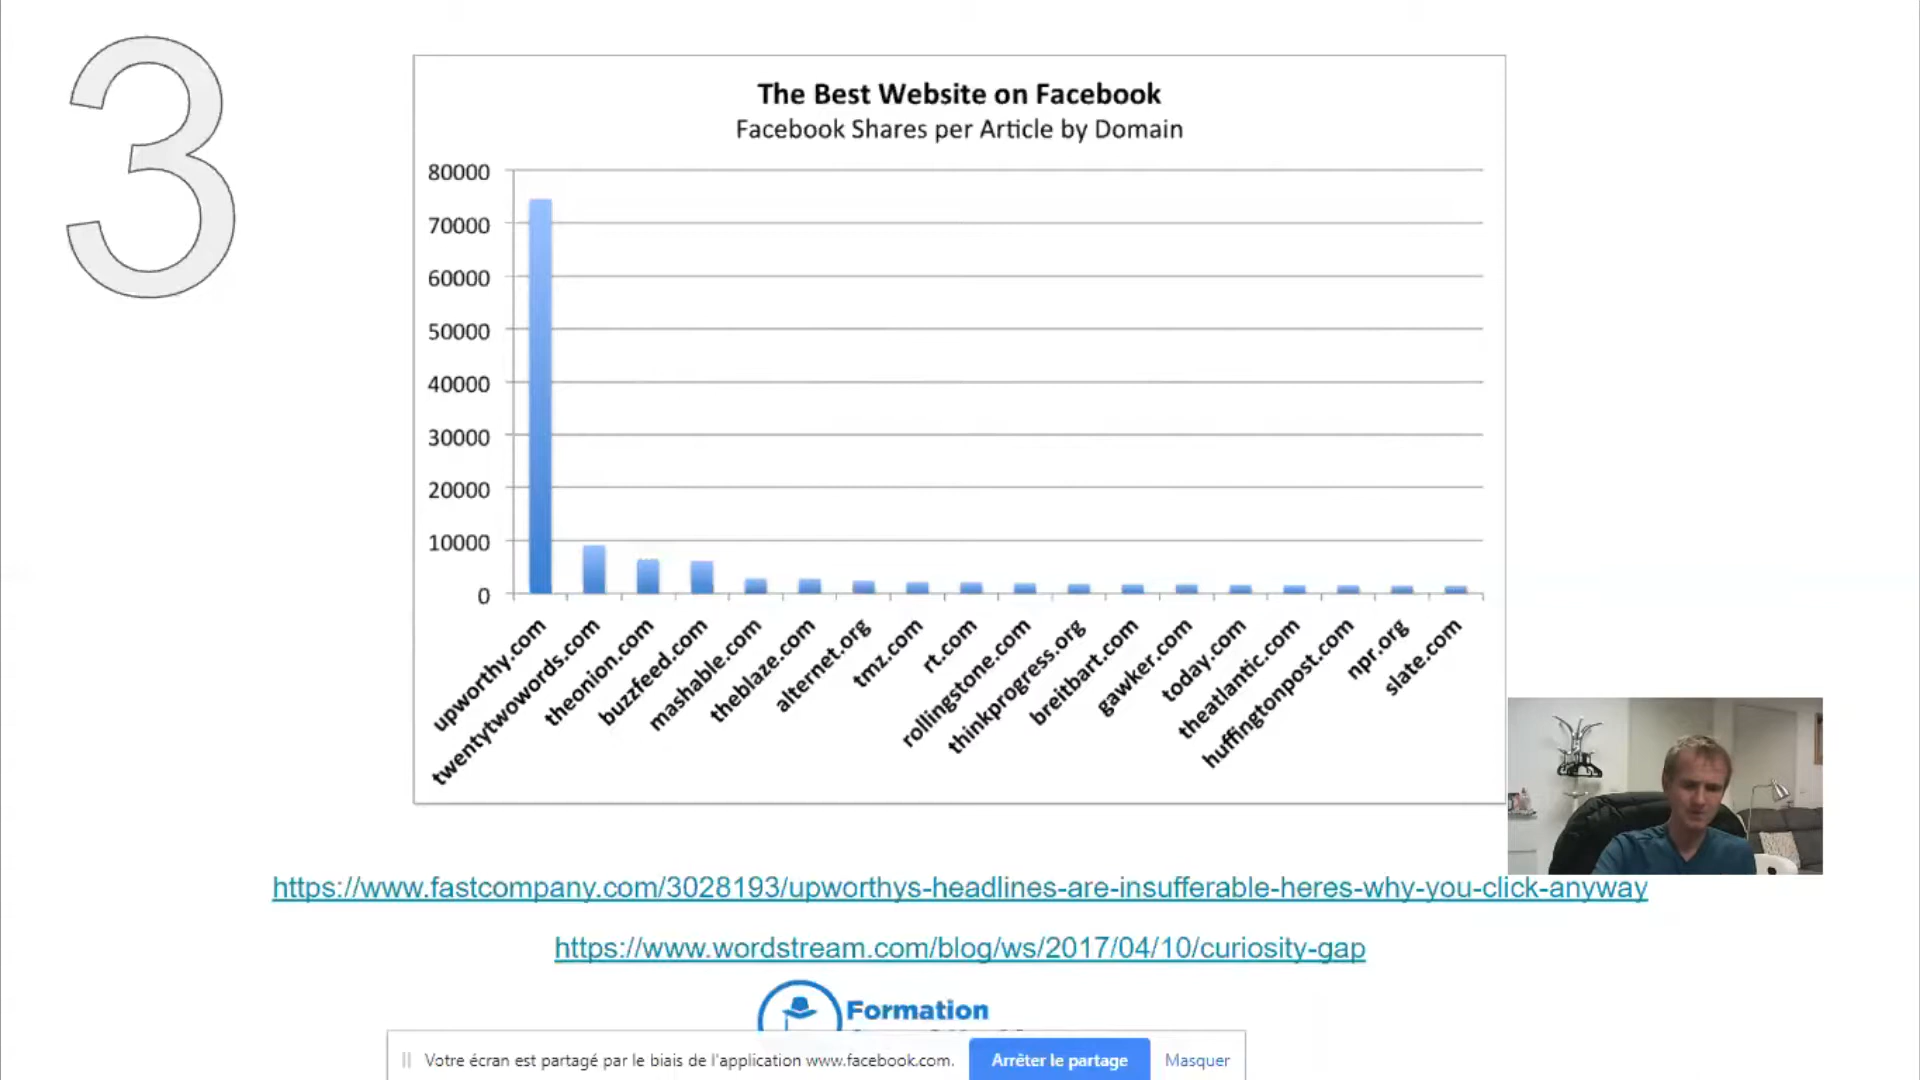 3
The Best Website on Facebook
Facebook Shares per Article by Domain
80000
70000
60000
50000
40000
30000
20000
10000
0
upworthy.com
twentytwowords.com
theonion.com
buzzfeed.com
mashable.com
theblaze.com
alternet.org
tmz.com
rt.com
rollingstone.com
thinkprogress.org
breitbart.com
gawker.com
today.com
theatlantic.com
huffingtonpost.com
npr.org
slate.com
https://www.fastcompany.com/3028193/upworthys-headlines-are-insufferable-heres-why-you-click-anyway
https://www.wordstream.com/blog/ws/2017/04/10/curiosity-gap
Formation
Votre écran est partagé par le biais de l'application www.facebook.com.
Arrêter le partage
Masquer